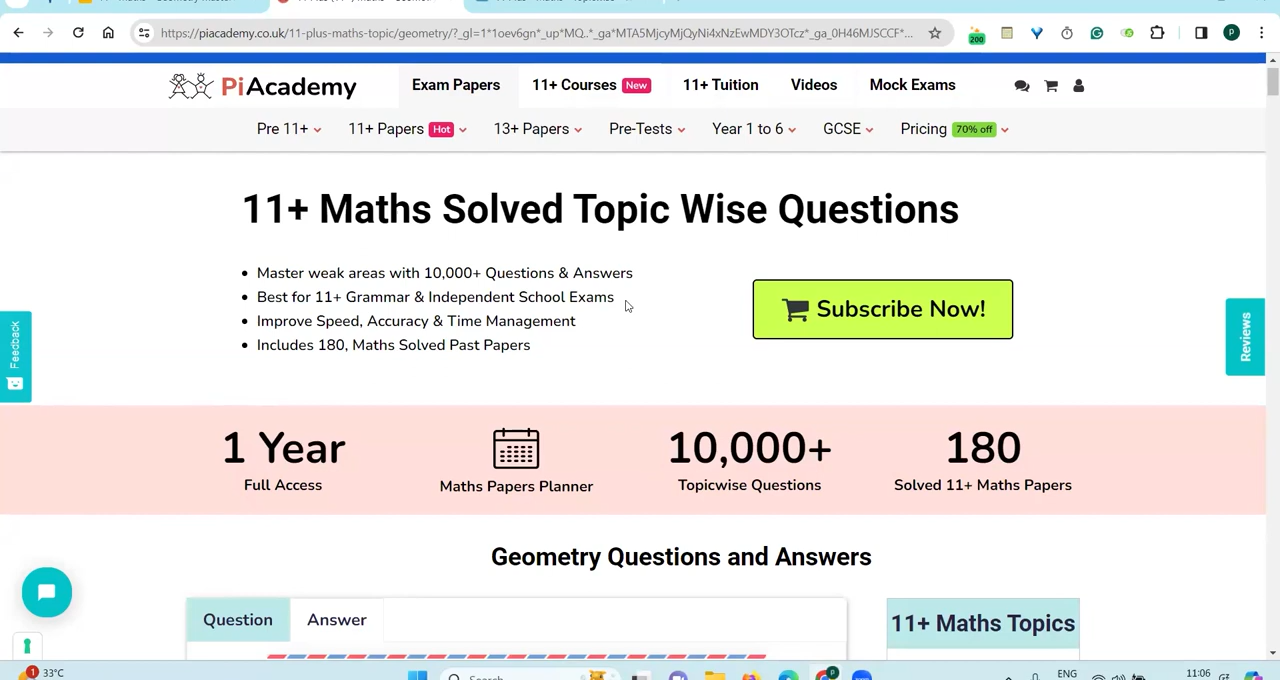 https://piacademy.co.uk/11-plus-maths-topic/geometry/?_gl=1*1oev6gn*_up*MQ..*_ga*MTA5MjcyMjQyNi4xNzEwMDY3OTcz*_ga_0H46MJSCCF*...
200
P
PiAcademy
Exam Papers
11+ Courses New
11+ Tuition
Videos
Mock Exams
Pre 11+
11+ Papers Hot
13+ Papers
Pre-Tests
Year 1 to 6
GCSE
Pricing 70% off
11+ Maths Solved Topic Wise Questions
Master weak areas with 10,000+ Questions & Answers
Best for 11+ Grammar & Independent School Exams
Improve Speed, Accuracy & Time Management
Includes 180, Maths Solved Past Papers
Subscribe Now!
Feedback
Reviews
1 Year
Full Access
Maths Papers Planner
10,000+
Topicwise Questions
180
Solved 11+ Maths Papers
Geometry Questions and Answers
Question
Answer
11+ Maths Topics
1
33°C
Search
ENG
11:06